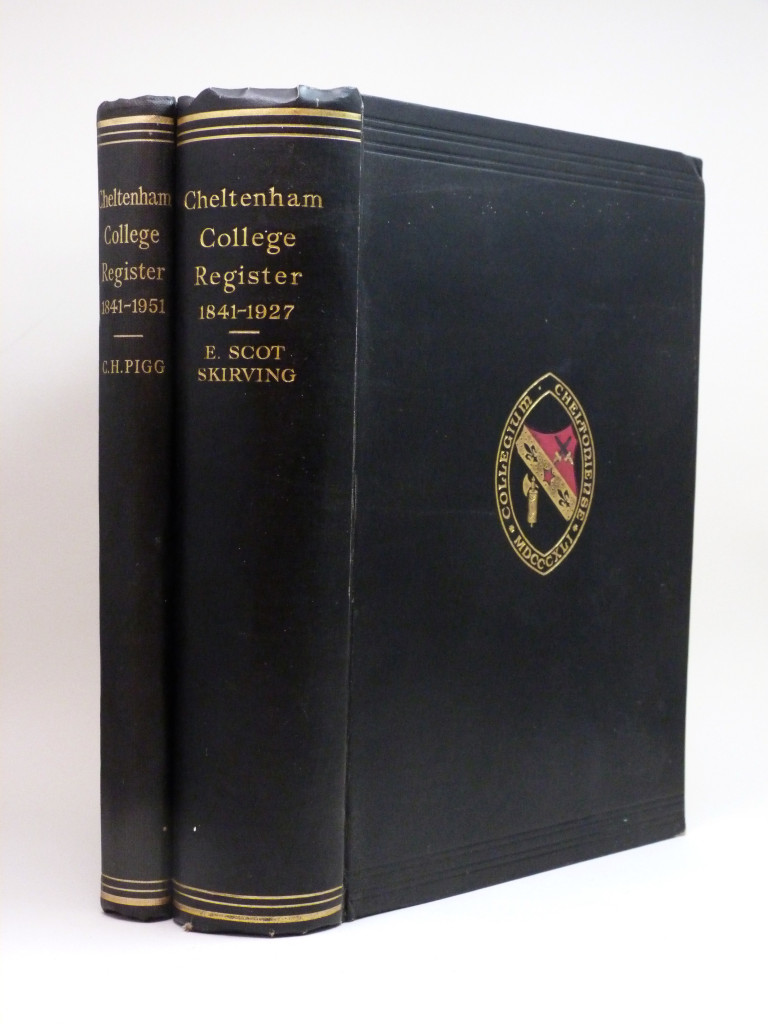 Cheltenham
College
Register
1841-1951
C.H. PIGG
Cheltenham
College
Register
1841-1927
E. SCOT
SKIRVING
COLLEGIUM CHELTONIENSE
MDCCCXLI